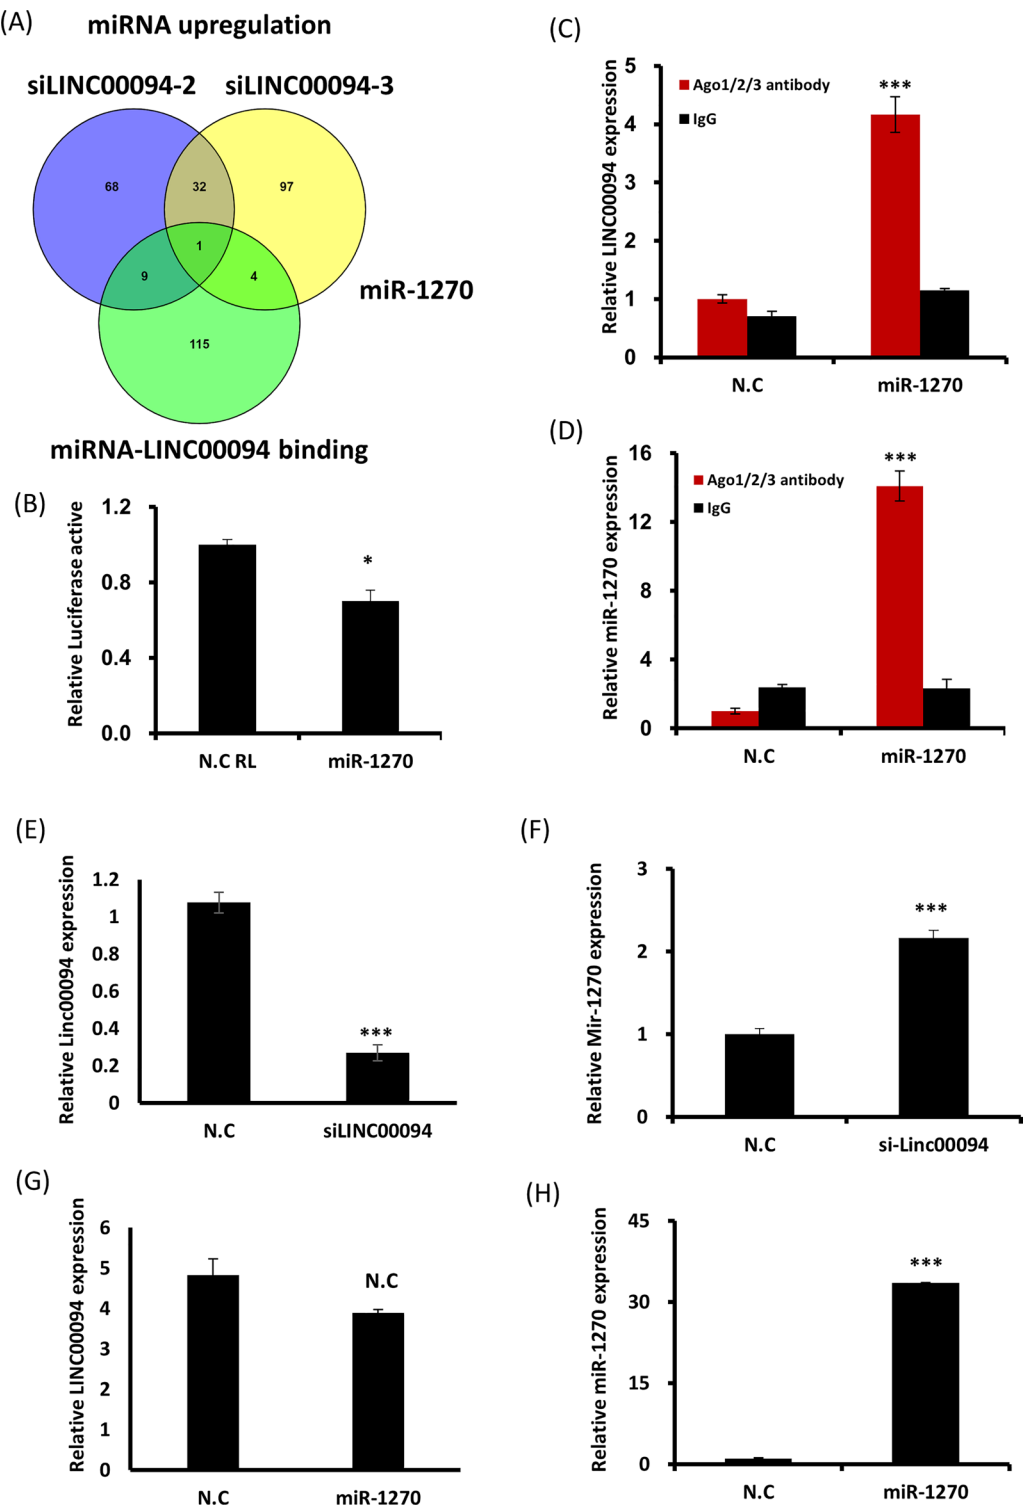 (A)
miRNA upregulation
siLINC00094-2
siLINC00094-3
68
32
97
1
9
4
miR-1270
115
miRNA-LINC00094 binding
(B)
Relative Luciferase active
1.2
0.8
0.4
0.0
*
N.C RL
miR-1270
(C)
Relative LINC00094 expression
5
4
3
2
1
0
Ago1/2/3 antibody
IgG
***
N.C
miR-1270
(D)
Relative miR-1270 expression
16
12
8
4
0
Ago1/2/3 antibody
IgG
***
N.C
miR-1270
(E)
Relative Linc00094 expression
1.2
1
0.8
0.6
0.4
0.2
0
***
N.C
siLINC00094
(F)
Relative Mir-1270 expression
3
2
1
0
***
N.C
si-Linc00094
(G)
Relative LINC00094 expression
6
5
4
3
2
1
0
N.C
N.C
miR-1270
(H)
Relative miR-1270 expression
45
30
15
0
***
N.C
miR-1270